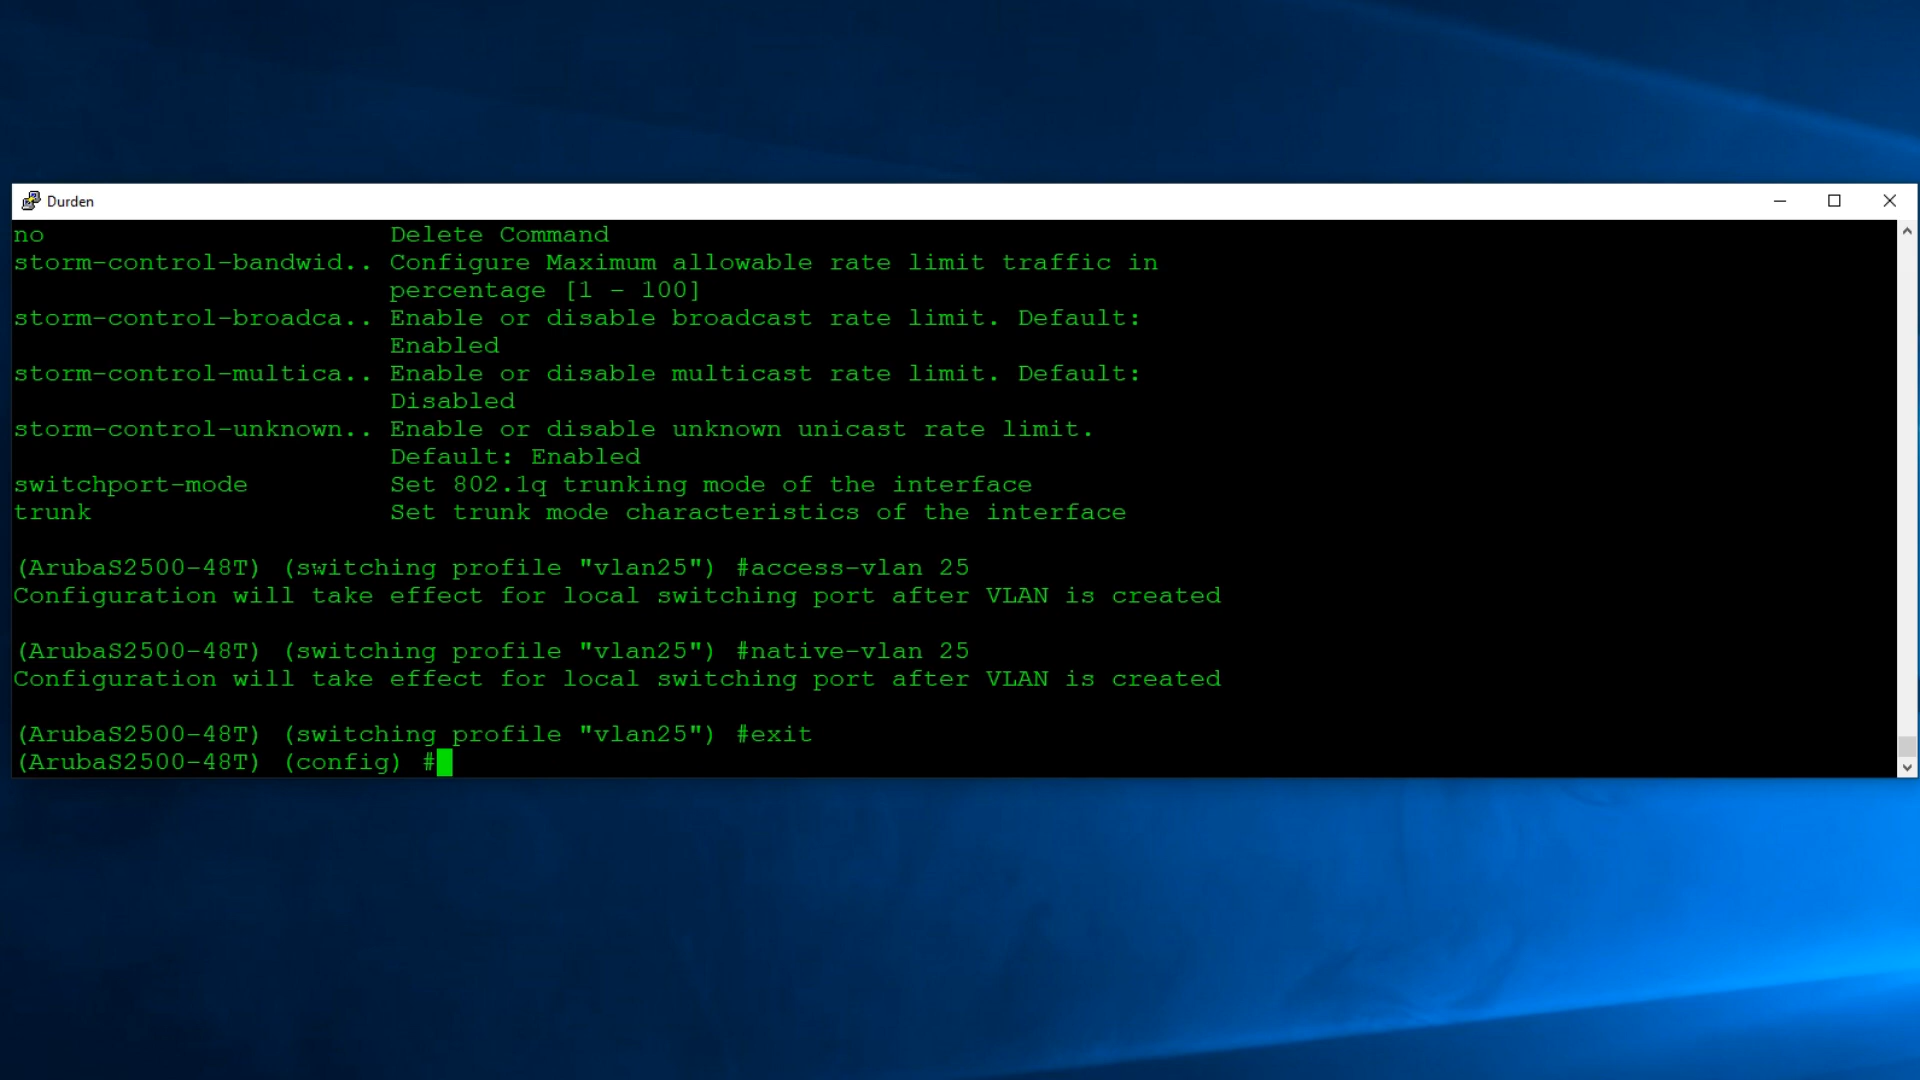 Durden
no Delete Command
storm-control-bandwid.. Configure Maximum allowable rate limit traffic in
percentage [1 - 100]
storm-control-broadca.. Enable or disable broadcast rate limit. Default:
Enabled
storm-control-multica.. Enable or disable multicast rate limit. Default:
Disabled
storm-control-unknown.. Enable or disable unknown unicast rate limit.
Default: Enabled
switchport-mode Set 802.1q trunking mode of the interface
trunk Set trunk mode characteristics of the interface
(ArubaS2500-48T) (switching profile "vlan25") #access-vlan 25
Configuration will take effect for local switching port after VLAN is created
(ArubaS2500-48T) (switching profile "vlan25") #native-vlan 25
Configuration will take effect for local switching port after VLAN is created
(ArubaS2500-48T) (switching profile "vlan25") #exit
(ArubaS2500-48T) (config) #